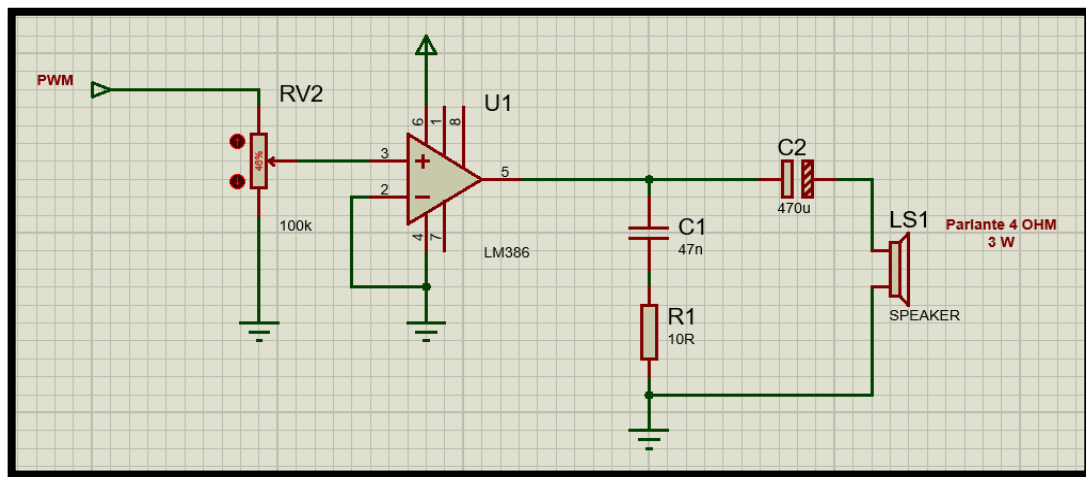 PWM
RV2
46%
100k
U1
6
1
8
3
2
5
4
7
LM386
C1
47n
R1
10R
C2
470u
LS1
SPEAKER
Parlante 4 OHM
3 W